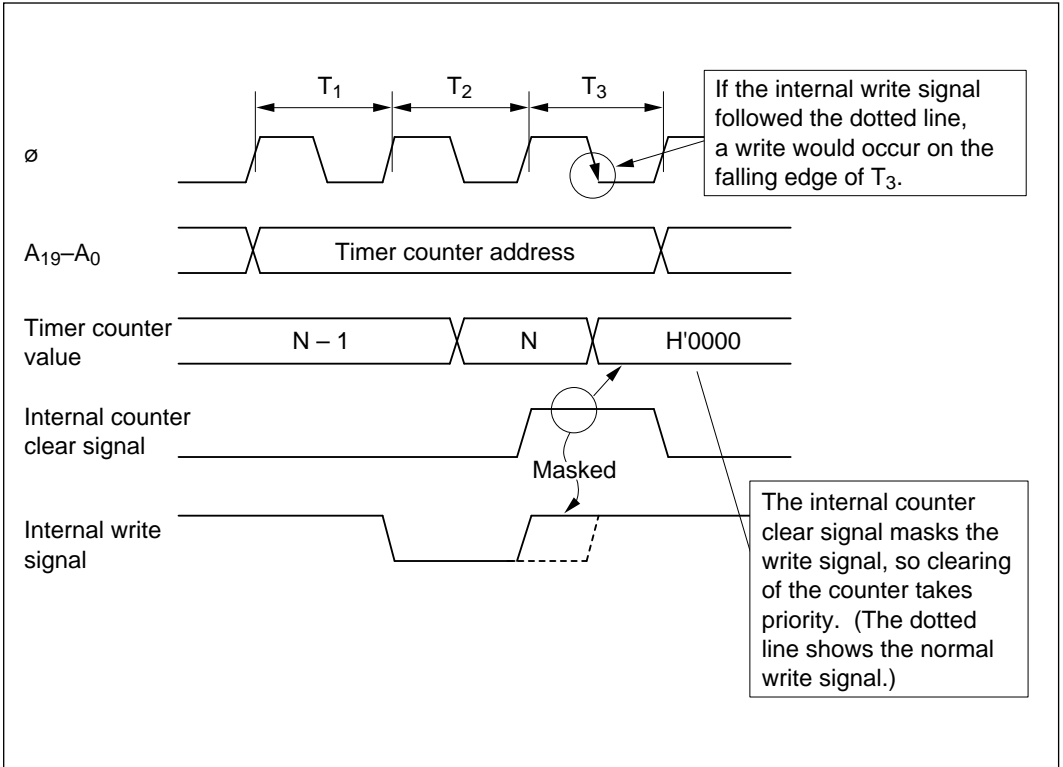 T1
T2
T3
If the internal write signal
followed the dotted line,
a write would occur on the
falling edge of T3.
ø
A19–A0
Timer counter address
Timer counter
value
N – 1
N
H'0000
Internal counter
clear signal
Masked
Internal write
signal
The internal counter
clear signal masks the
write signal, so clearing
of the counter takes
priority. (The dotted
line shows the normal
write signal.)